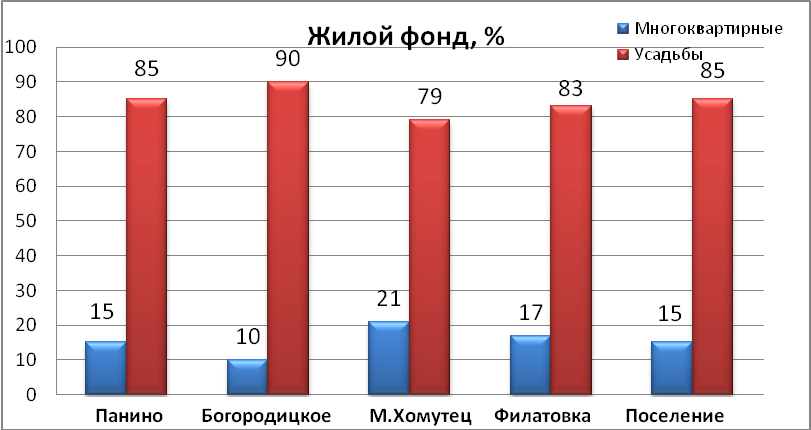 Жилой фонд, %
Многоквартирные
Усадьбы
100
90
80
70
60
50
40
30
20
10
0
15
85
10
90
21
79
17
83
15
85
Панино
Богородицкое
М.Хомутец
Филатовка
Поселение